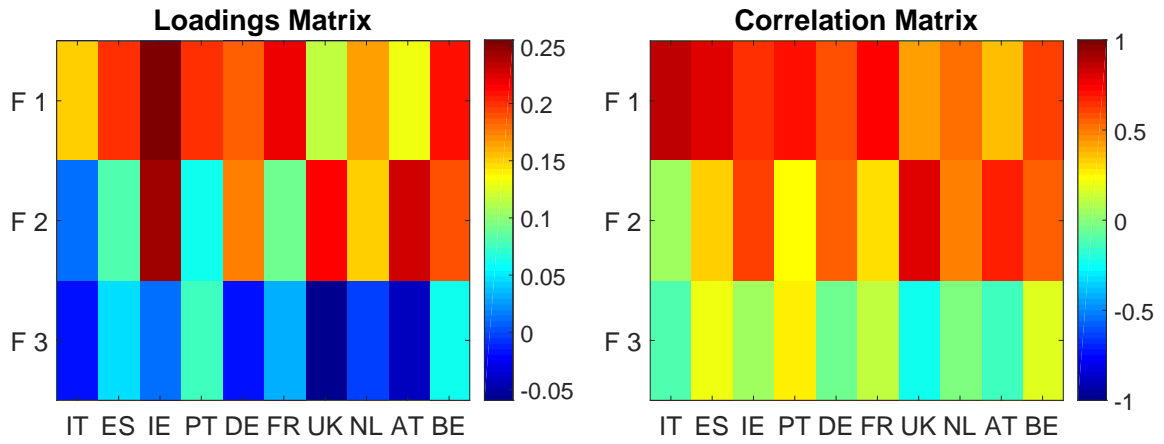 Loadings Matrix
F 1
F 2
F 3
IT ES IE PT DE FR UK NL AT BE
0.25
0.2
0.15
0.1
0.05
0
-0.05
Correlation Matrix
F 1
F 2
F 3
IT ES IE PT DE FR UK NL AT BE
1
0.5
0
-0.5
-1